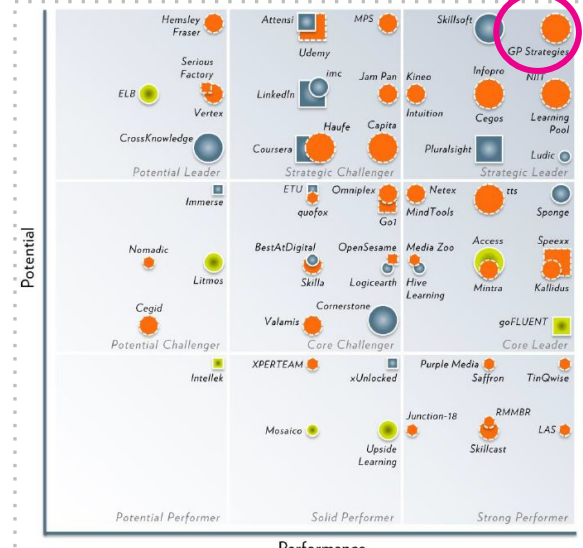 Hemsley
Fraser
Attensi
MPS
Skillsoft
Udemy
GP Strategies
Serious
Factory
imc
Jam Pan
Kineo
Infopro
NIIT
ELB
LinkedIn
Vertex
Intuition
Cegos
Learning
Pool
Haufe
Capita
CrossKnowledge
Coursera
Pluralsight
Ludic
Potential Leader
Strategic Challenger
Strategic Leader
Immerse
ETU
Omniplex
Netex
tts
quofox
Go1
MindTools
Sponge
Nomadic
BestAtDigital
OpenSesame
Media Zoo
Access
Speexx
Litmos
Skilla
Logicearth
Hive
Learning
Mintra
Kallidus
Cegid
Cornerstone
Valamis
goFLUENT
Potential Challenger
Core Challenger
Core Leader
Potential
Intellek
XPERTEAM
xUnlocked
Purple Media
Saffron
TinQwise
Junction-18
RMMBR
Mosaico
LAS
Upside
Learning
Skillcast
Potential Performer
Solid Performer
Strong Performer
Performance